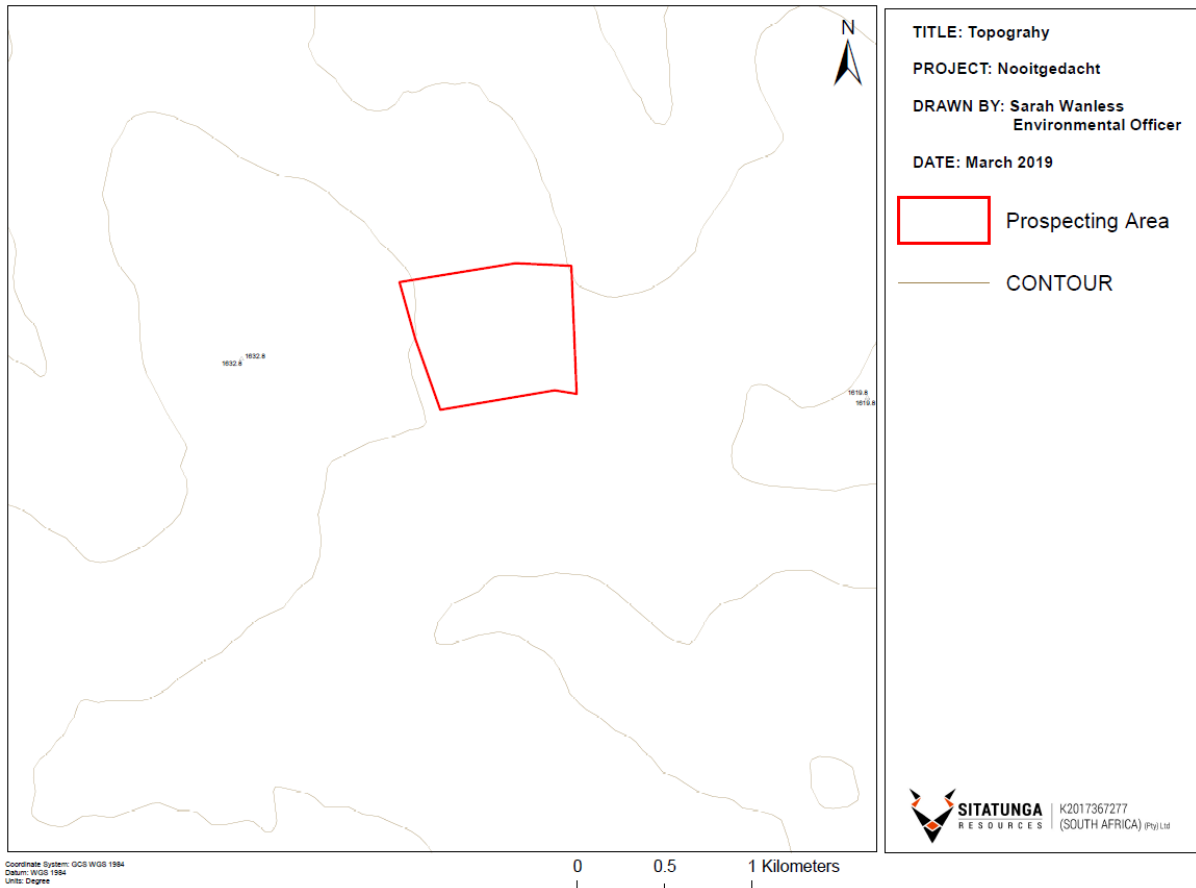 N
1632.8
1632.8
1619.8
1619.8
TITLE: Topograhy
PROJECT: Nooitgedacht
DRAWN BY: Sarah Wanless
Environmental Officer
DATE: March 2019
Prospecting Area
CONTOUR
SITATUNGA
RESOURCES
K2017367277
(SOUTH AFRICA) (Pty) Ltd
Coordinate System: GCS WGS 1984
Datum: WGS 1984
Units: Degree
0 0.5 1 Kilometers